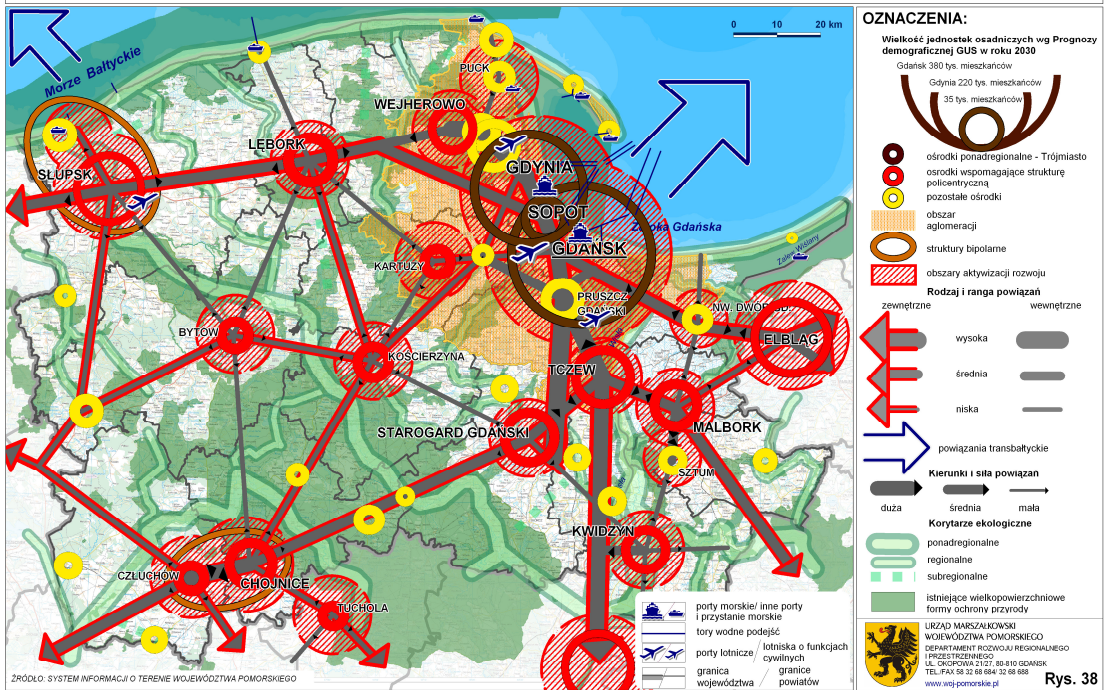 0 10 20 km
Morze Bałtyckie
PUCK
WEJHEROWO
LĘBORK
GDYNIA
SŁUPSK
SOPOT
Zatoka Gdańska
GDAŃSK
Zalew Wiślany
KARTUZY
PRUSZCZ
GDAŃSKI
NW. DWÓR GD.
BYTÓW
ELBLĄG
KOŚCIERZYNA
TCZEW
STAROGARD GDAŃSKI
MALBORK
SZTUM
KWIDZYN
CZŁUCHÓW
CHOJNICE
TUCHOLA
porty morskie/ inne porty
i przystanie morskie
tory wodne podejść
porty lotnicze / lotniska o funkcjach
cywilnych
granica
województwa / granice
powiatów
ŹRÓDŁO: SYSTEM INFORMACJI O TERENIE WOJEWÓDZTWA POMORSKIEGO
OZNACZENIA:
Wielkość jednostek osadniczych wg Prognozy
demograficznej GUS w roku 2030
Gdańsk 380 tys. mieszkańców
Gdynia 220 tys. mieszkańców
35 tys. mieszkańców
ośrodki ponadregionalne - Trójmiasto
ośrodki wspomagające strukturę
policentryczną
pozostałe ośrodki
obszar
aglomeracji
struktury bipolarne
obszary aktywizacji rozwoju
Rodzaj i ranga powiązań
zewnętrzne wewnętrzne
wysoka
średnia
niska
powiązania transbałtyckie
Kierunki i siła powiązań
duża średnia mała
Korytarze ekologiczne
ponadregionalne
regionalne
subregionalne
istniejące wielkopowierzchniowe
formy ochrony przyrody
URZĄD MARSZAŁKOWSKI
WOJEWÓDZTWA POMORSKIEGO
DEPARTAMENT ROZWOJU REGIONALNEGO
I PRZESTRZENNEGO
UL. OKOPOWA 21/27, 80-810 GDAŃSK
TEL./FAX 58 32 68 684/ 32 68 688
www.woj-pomorskie.pl
Rys. 38